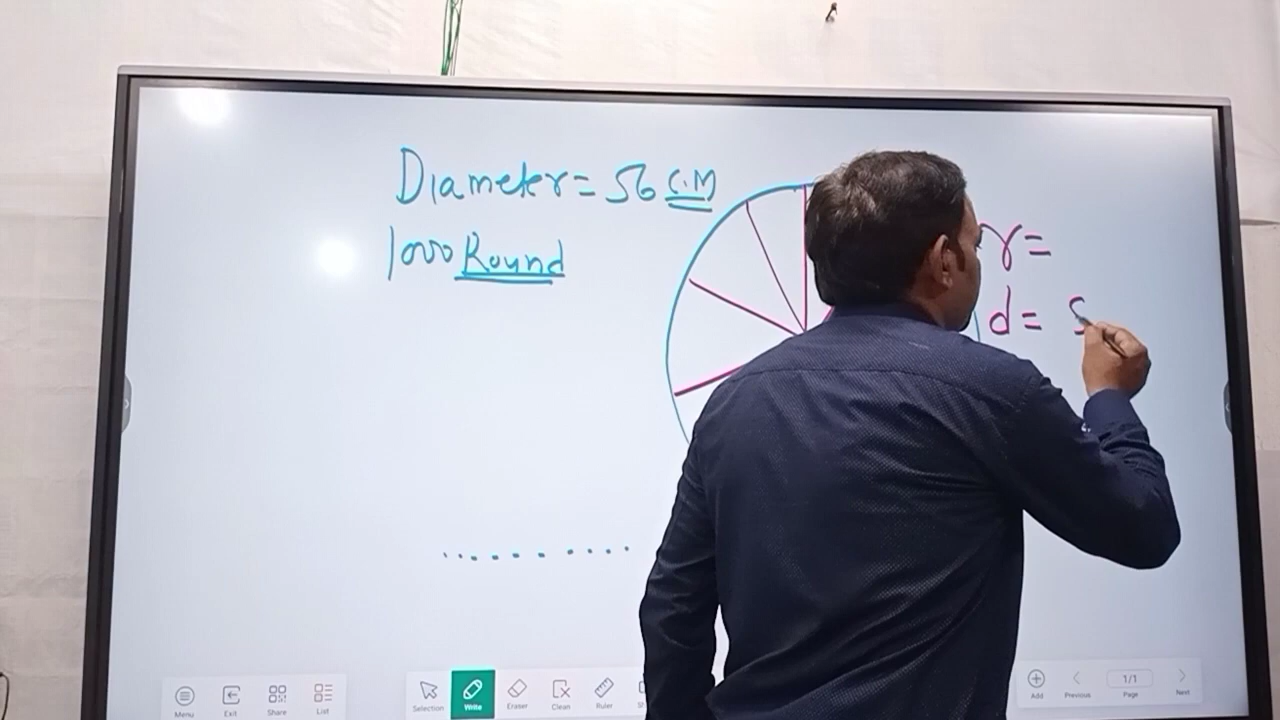 Diameter = 56 C.M
1000 Round
r =
d = 5
Menu
Exit
Share
List
Selection
Write
Eraser
Clean
Ruler
Add
Previous
1/1
Page
Next